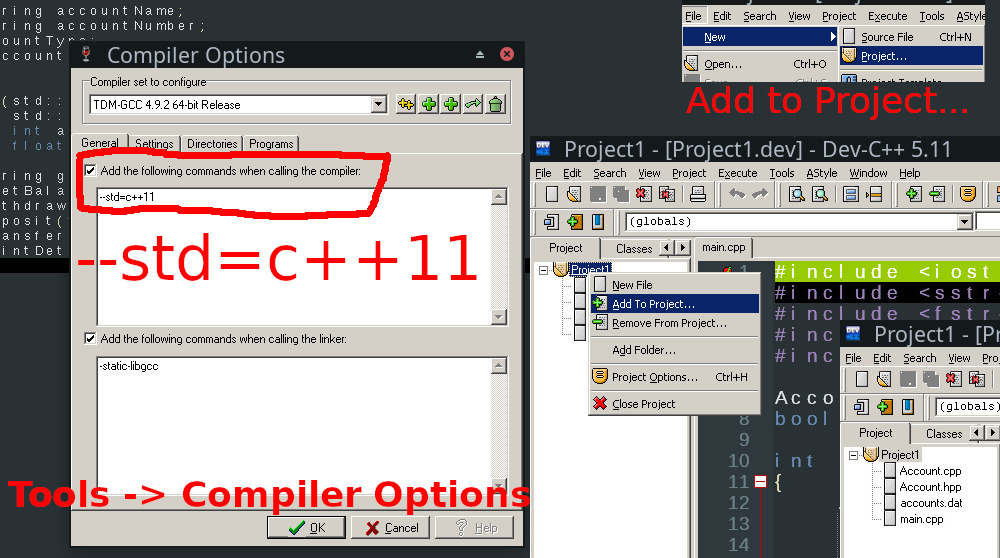 ring accountName;
ring accountNumber;
Compiler Options
Compiler set to configure
TDM-GCC 4.9.2 64-bit Release
General Settings Directories Programs
Add the following commands when calling the compiler:
--std=c++11
--std=c++11
Add the following commands when calling the linker:
-static-libgcc
Tools -> Compiler Options
OK Cancel Help
(std::
std::
int a
float
ring g
etBala
thdraw
posit(
ansfer
intDet
File Edit Search View Project Execute Tools AStyle
New
Source File Ctrl+N
Project...
Open... Ctrl+O
Project Template
Add to Project...
Project1 - [Project1.dev] - Dev-C++ 5.11
File Edit Search View Project Execute Tools AStyle Window Help
(globals)
Project Classes
main.cpp
Project1
New File
Add To Project...
Remove From Project...
Add Folder...
Project Options... Ctrl+H
Close Project
#include <iost
#include <sstr
#include <fstr
#inc
#inc
Acco
8 bool
9
10 int
11 {
12
13
14
Project1 - [Pr
File Edit Search View
(globals)
Project Classes
Project1
Account.cpp
Account.hpp
accounts.dat
main.cpp